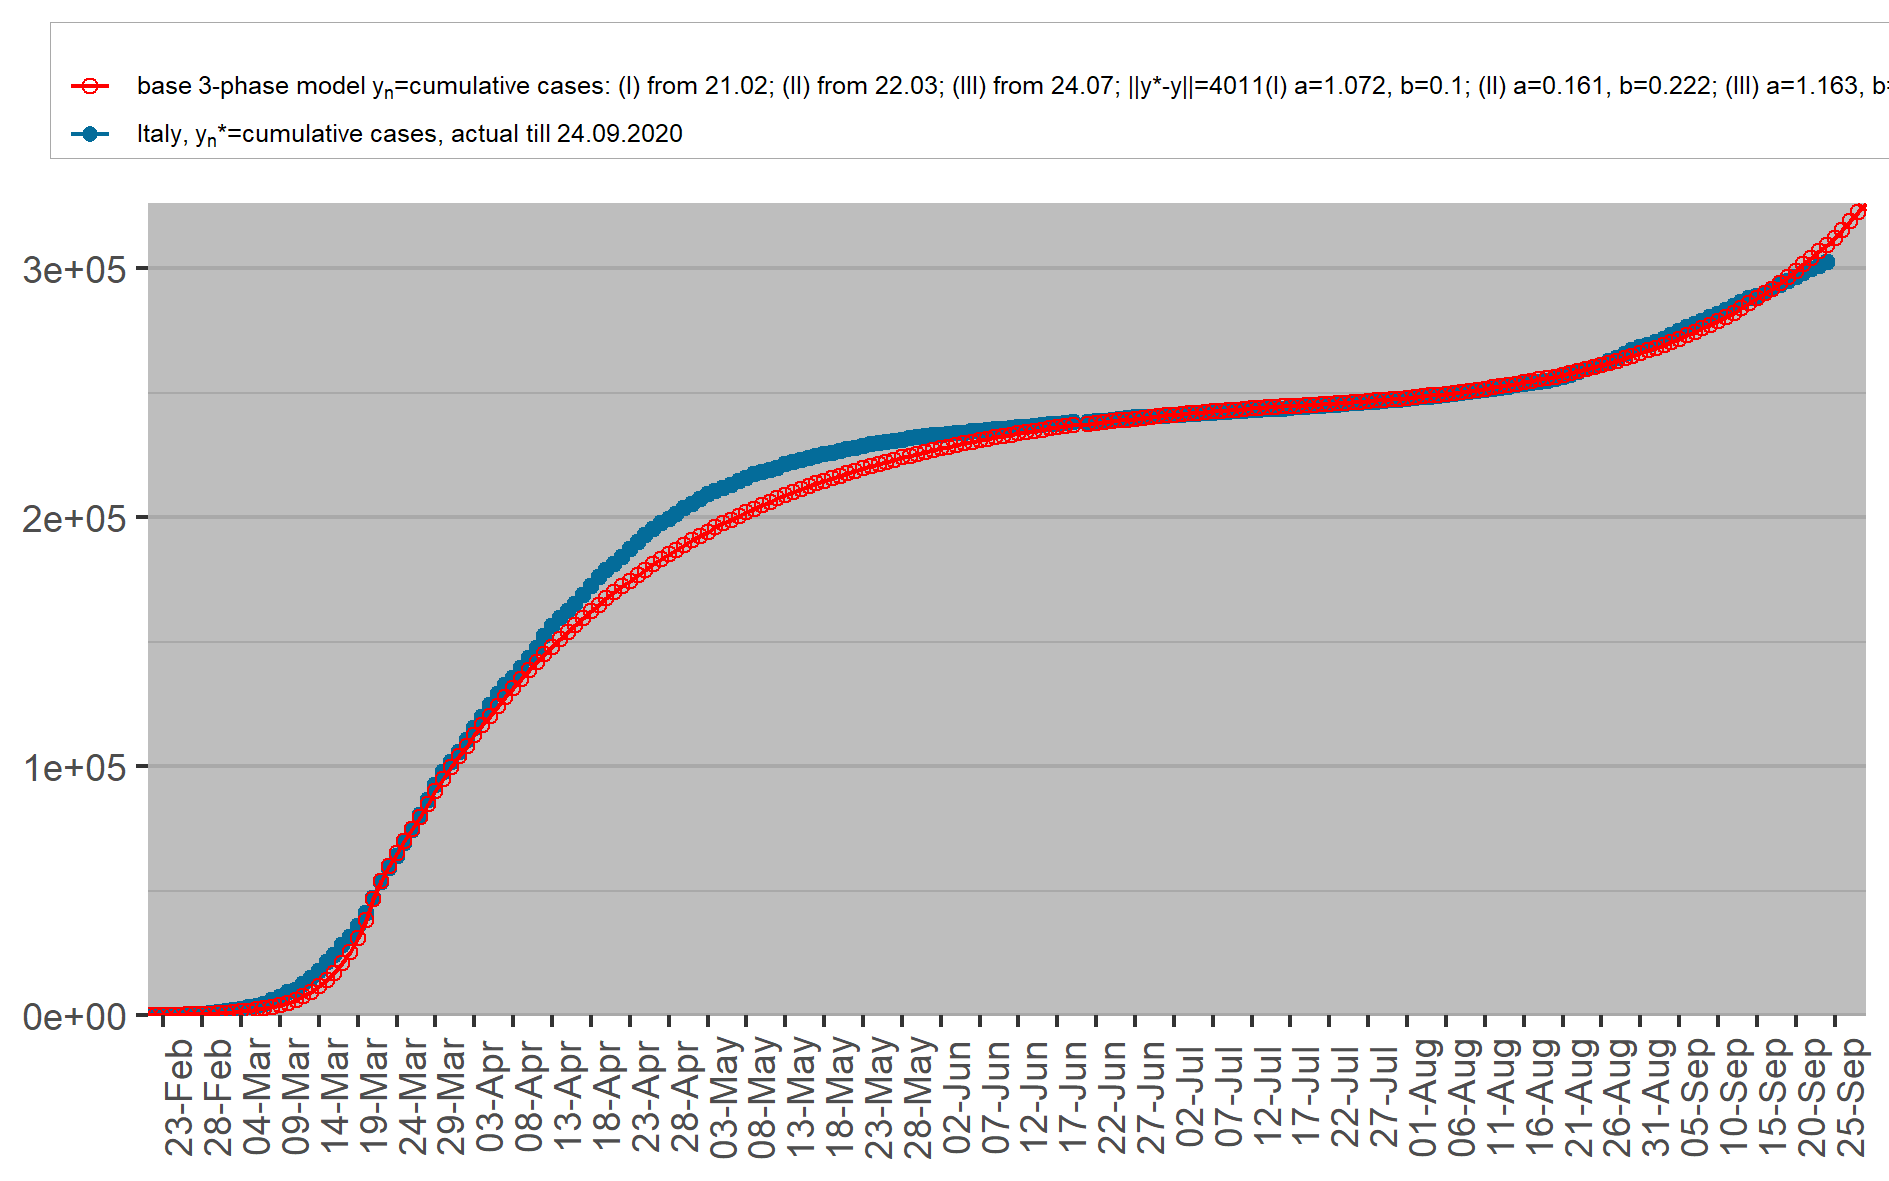 base 3-phase model yn=cumulative cases: (I) from 21.02; (II) from 22.03; (III) from 24.07; ||y*-y||=4011(I) a=1.072, b=0.1; (II) a=0.161, b=0.222; (III) a=1.163, b=
Italy, yn*=cumulative cases, actual till 24.09.2020
3e+05
2e+05
1e+05
0e+00
23-Feb
28-Feb
04-Mar
09-Mar
14-Mar
19-Mar
24-Mar
29-Mar
03-Apr
08-Apr
13-Apr
18-Apr
23-Apr
28-Apr
03-May
08-May
13-May
18-May
23-May
28-May
02-Jun
07-Jun
12-Jun
17-Jun
22-Jun
27-Jun
02-Jul
07-Jul
12-Jul
17-Jul
22-Jul
27-Jul
01-Aug
06-Aug
11-Aug
16-Aug
21-Aug
26-Aug
31-Aug
05-Sep
10-Sep
15-Sep
20-Sep
25-Sep